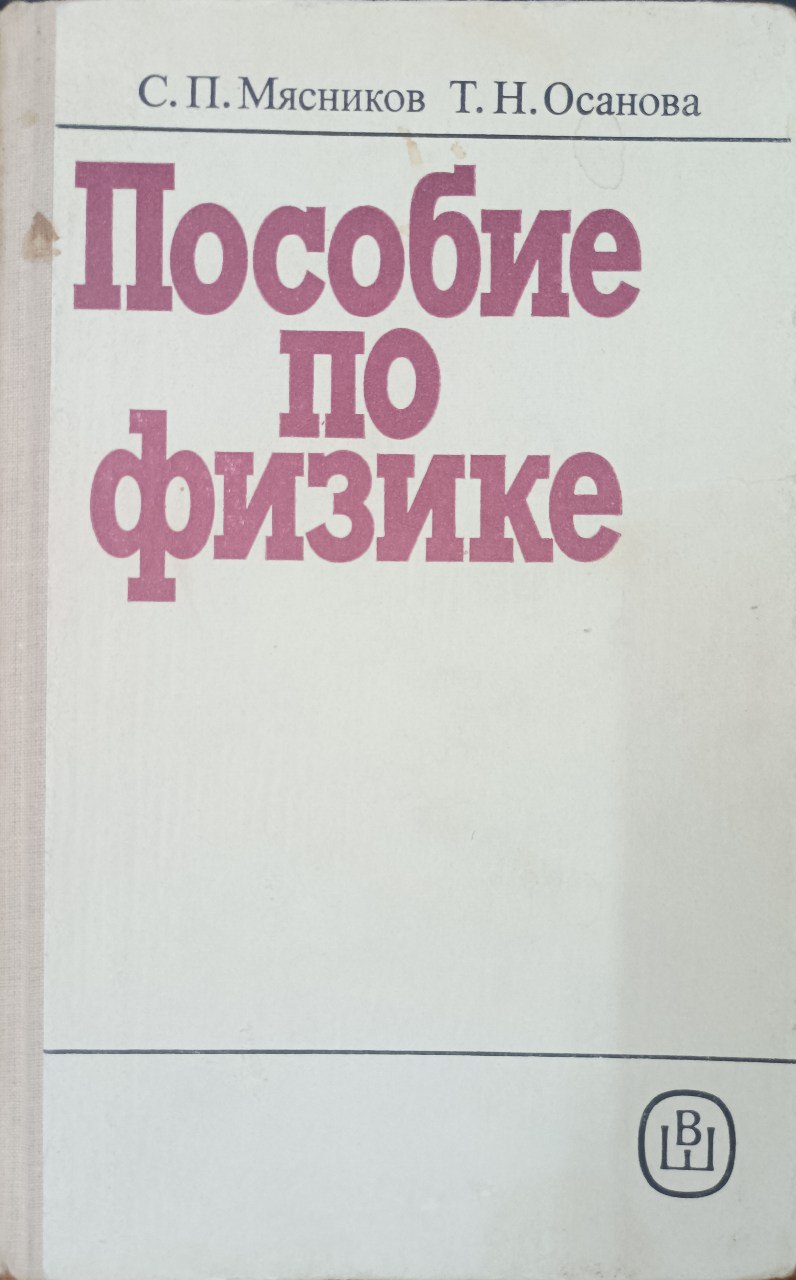 С. П. Мясников Т. Н. Осанова
Пособие
по
физике
ВШ